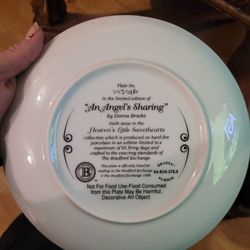 Plate No.
in the limited edition of
"An Angel's Sharing"
by Donna Brooks
Sixth issue in the
Heaven's Little Sweethearts
collection which is produced on hard-fire
porcelain in an edition limited to a
maximum of 95 firing days and
crafted to the exacting standards of
The Bradford Exchange.
B
This plate is officially listed for
trading on the Bradford Exchange.
©The Bradford Exchange
BRADEX
NUMBER
Not For Food Use-Food Consumed
from this Plate May Be Harmful.
Decorative Art Object